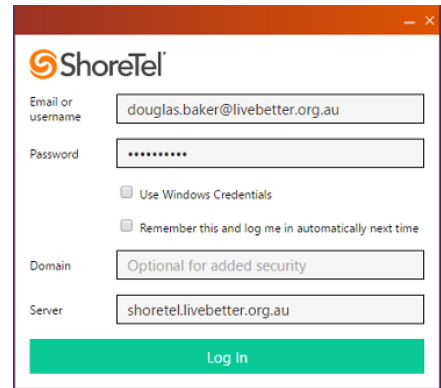 ShoreTel
Email or
username
douglas.baker@livebetter.org.au
Password
••••••••••
Use Windows Credentials
Remember this and log me in automatically next time
Domain
Optional for added security
Server
shoretel.livebetter.org.au
Log In